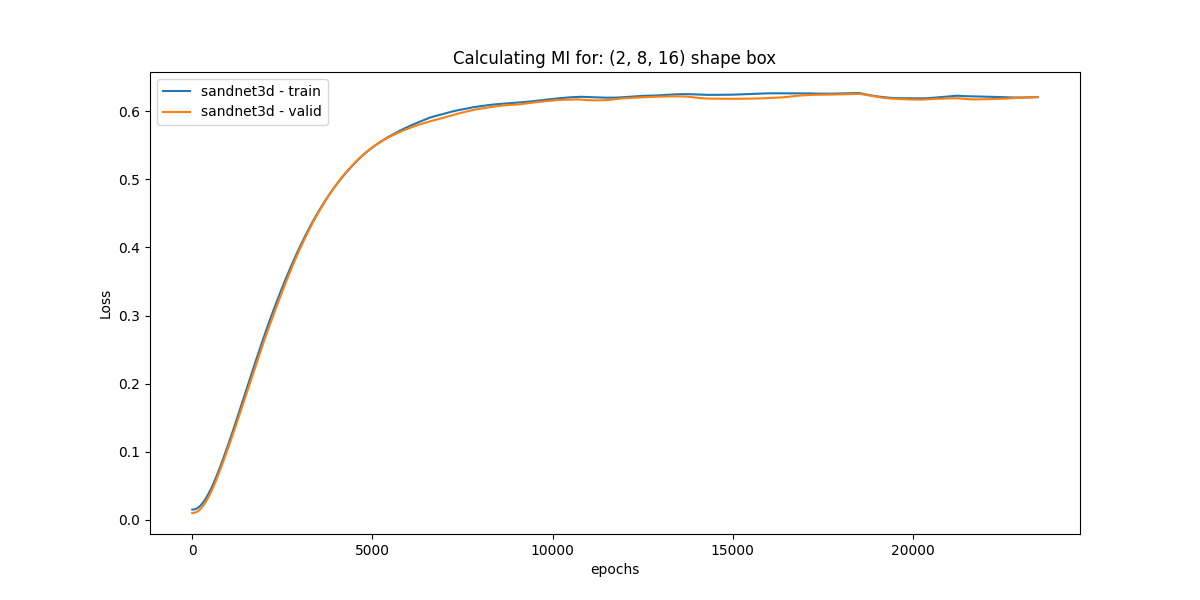 Calculating MI for: (2, 8, 16) shape box
sandnet3d - train
sandnet3d - valid
0.6
0.5
0.4
0.3
0.2
0.1
0.0
Loss
0
5000
10000
15000
20000
epochs